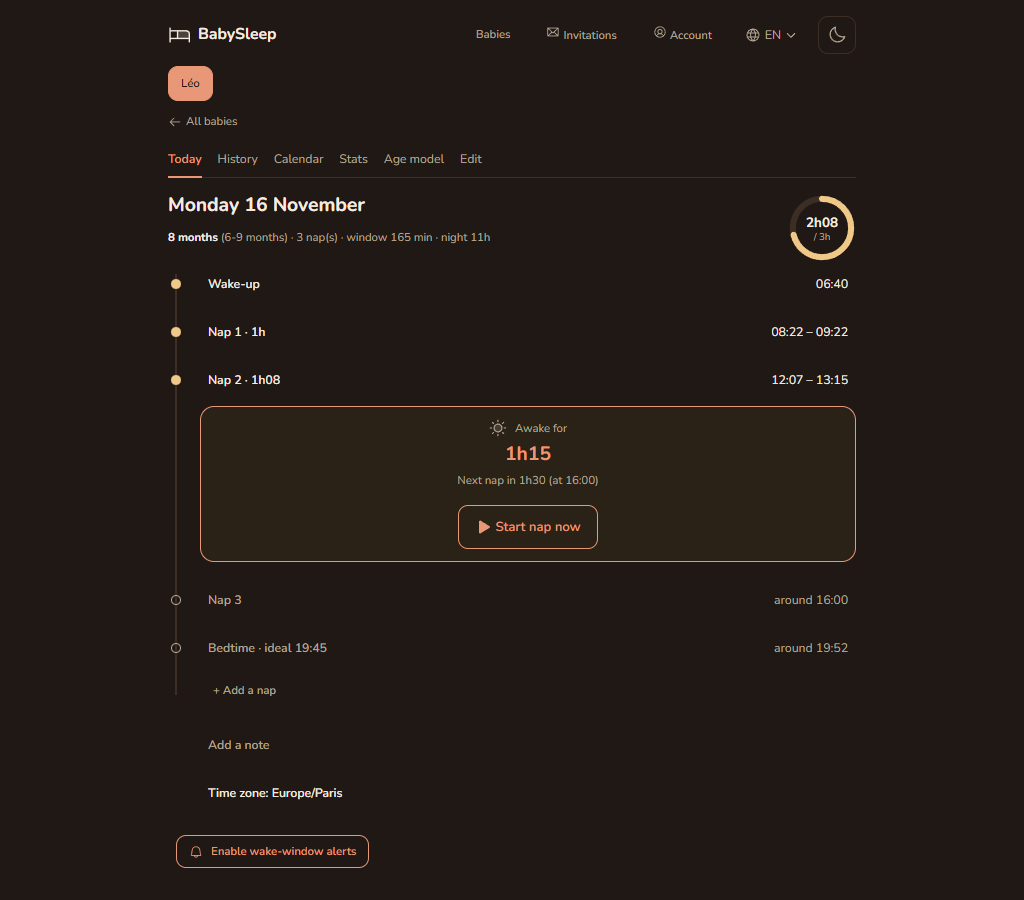 BabySleep
Babies
Invitations
Account
EN
Léo
← All babies
Today
History
Calendar
Stats
Age model
Edit
Monday 16 November
8 months (6-9 months) · 3 nap(s) · window 165 min · night 11h
2h08
/ 3h
Wake-up 06:40
Nap 1 · 1h 08:22 – 09:22
Nap 2 · 1h08 12:07 – 13:15
Awake for
1h15
Next nap in 1h30 (at 16:00)
Start nap now
Nap 3 around 16:00
Bedtime · ideal 19:45 around 19:52
+ Add a nap
Add a note
Time zone: Europe/Paris
Enable wake-window alerts